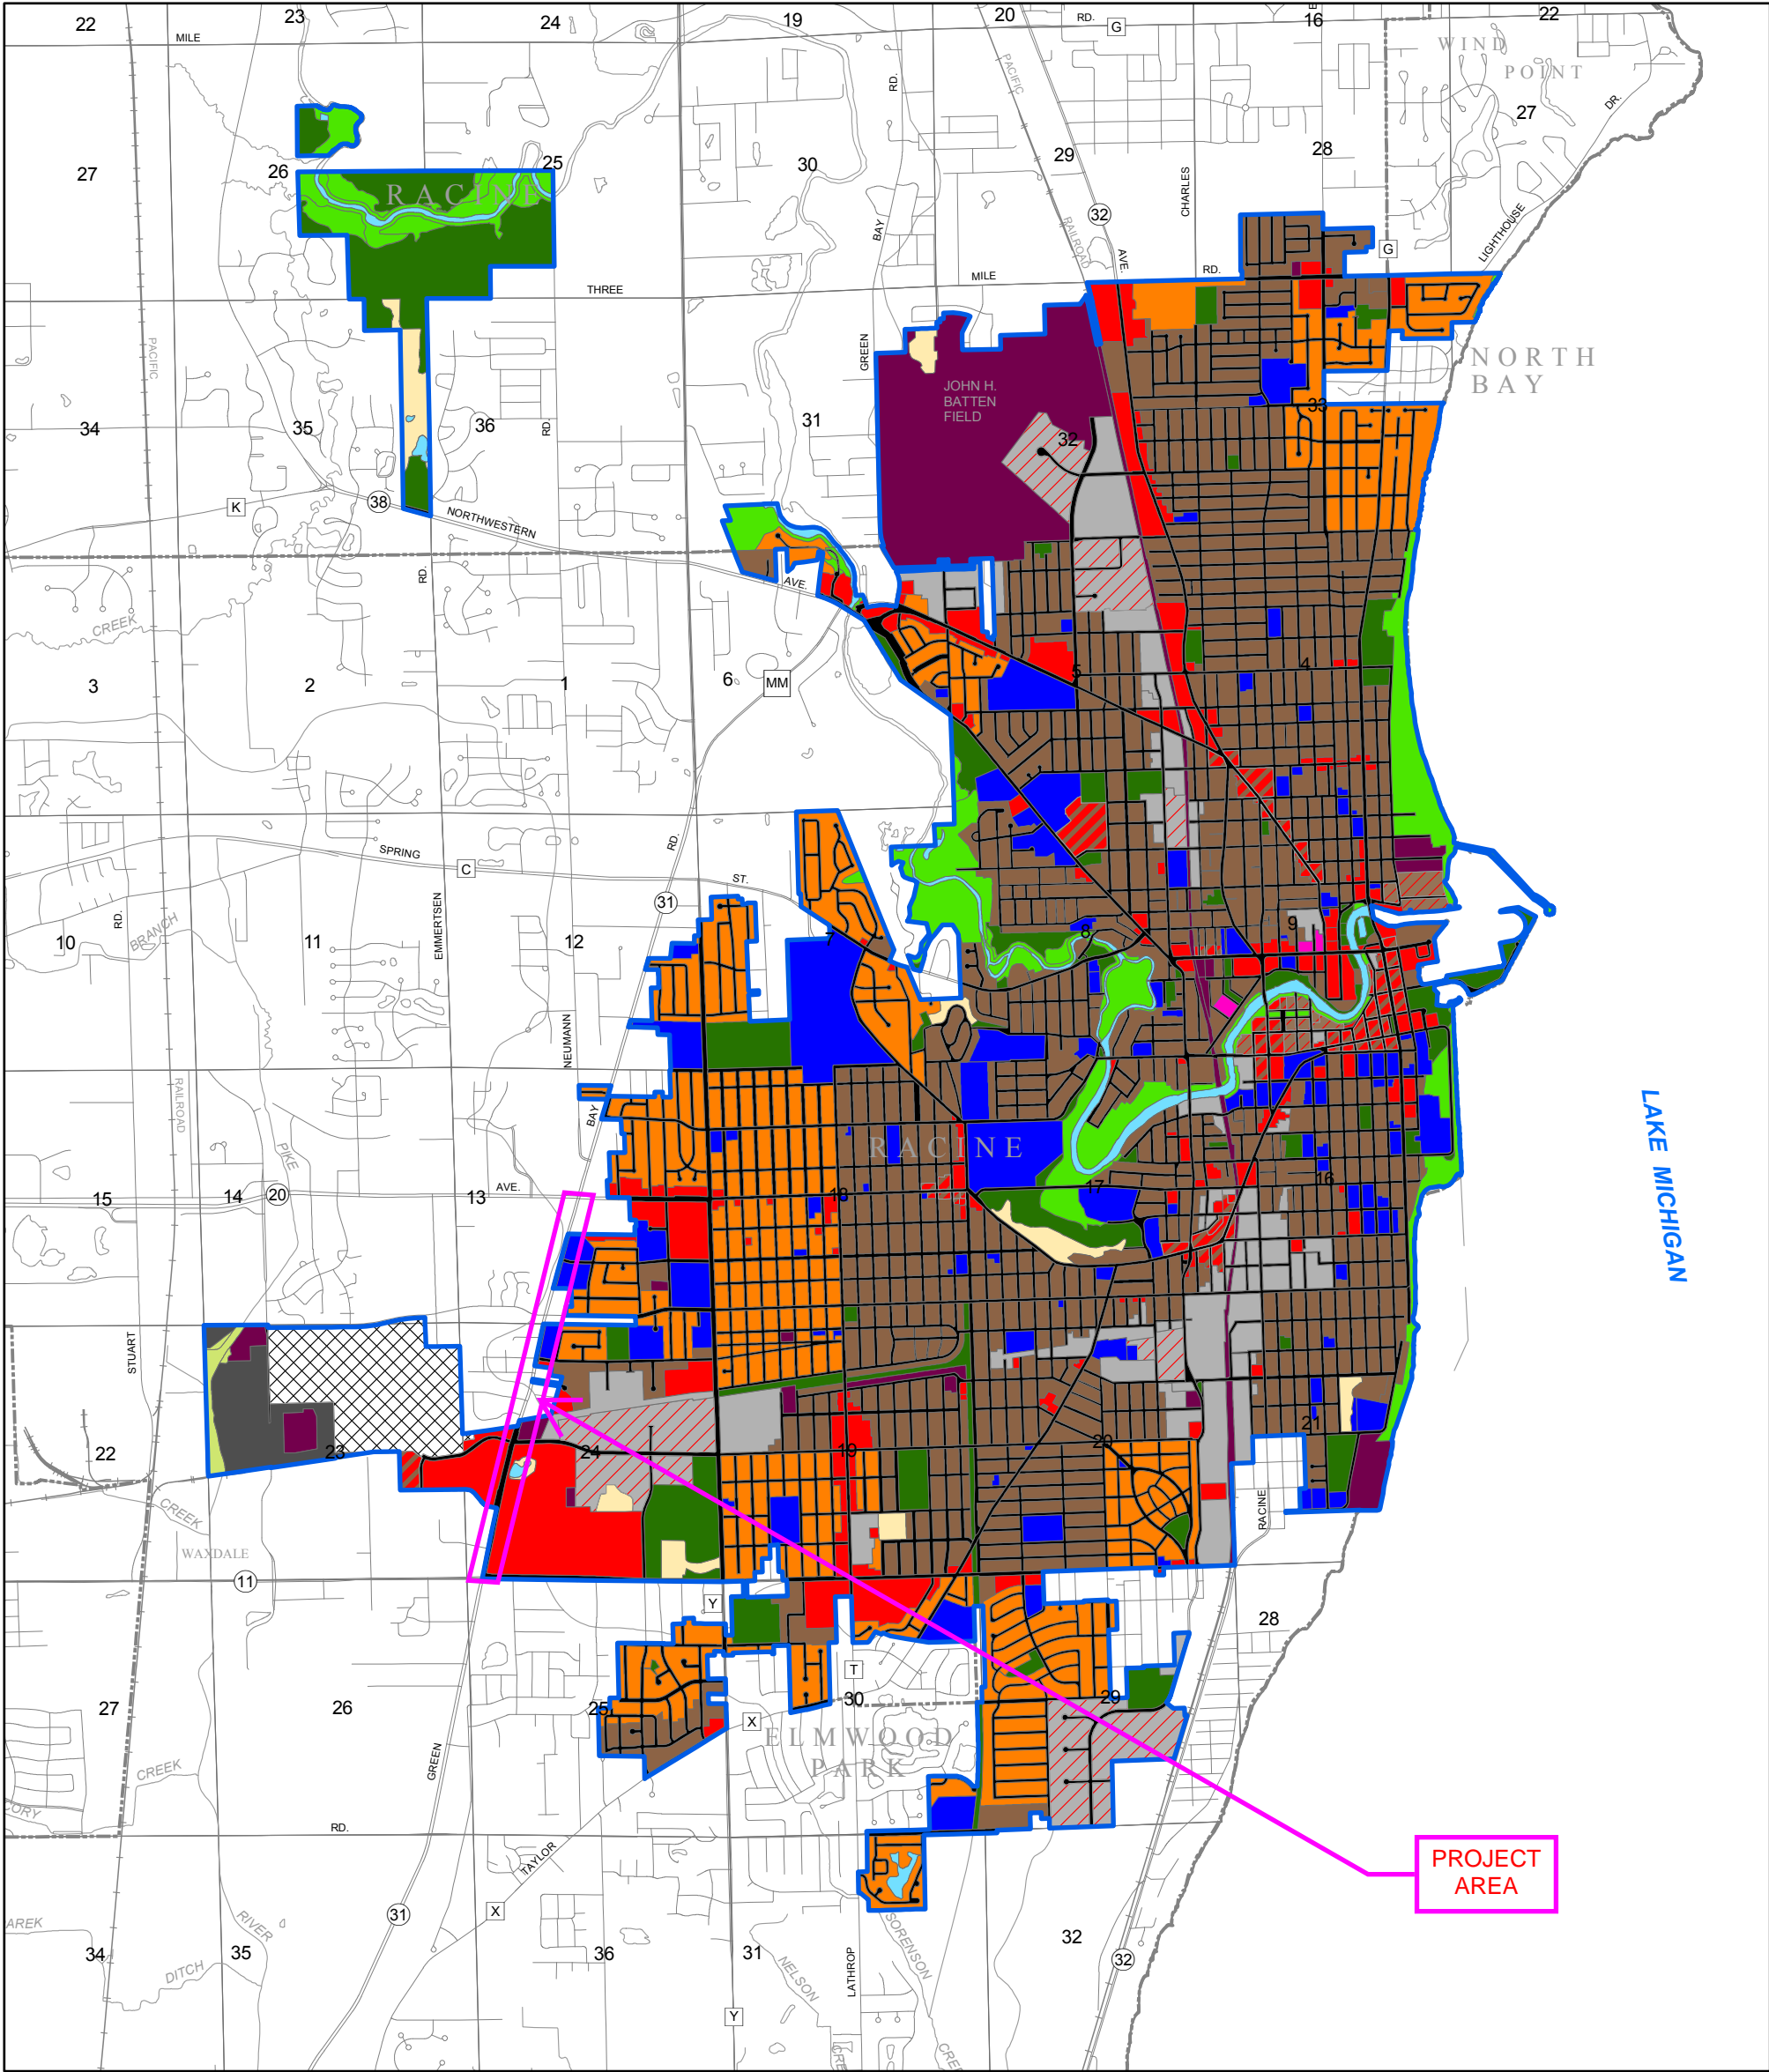 22
23
24
19
20
RD.
G
16
22
MILE
WIND
POINT
PACIFIC
RD.
DR.
27
27
26
25
30
29
28
RACINE
CHARLES
32
RAILROAD
AVE.
BAY
LIGHTHOUSE
G
MILE
RD.
THREE
PACIFIC
GREEN
NORTH
BAY
JOHN H.
BATTEN
FIELD
34
35
36
RD.
31
32
33
K
38
NORTHWESTERN
AVE.
RD.
CREEK
3
2
1
6
MM
5
4
SPRING
C
ST.
RD.
31
RD.
BRANCH
EMMERTSEN
10
11
12
7
8
9
NEUMANN
RAILROAD
PIKE
BAY
RACINE
LAKE MICHIGAN
15
14
20
13
AVE.
18
17
16
STUART
22
23
24
19
20
21
CREEK
WAXDALE
RACINE
11
Y
28
T
27
26
25
30
29
X
ELMWOOD
PARK
GREEN
CREEK
RD.
TAYLOR
PROJECT
AREA
31
X
RIVER
SORENSON
34
35
36
31
32
DITCH
NELSON
LATHROP
32
Y